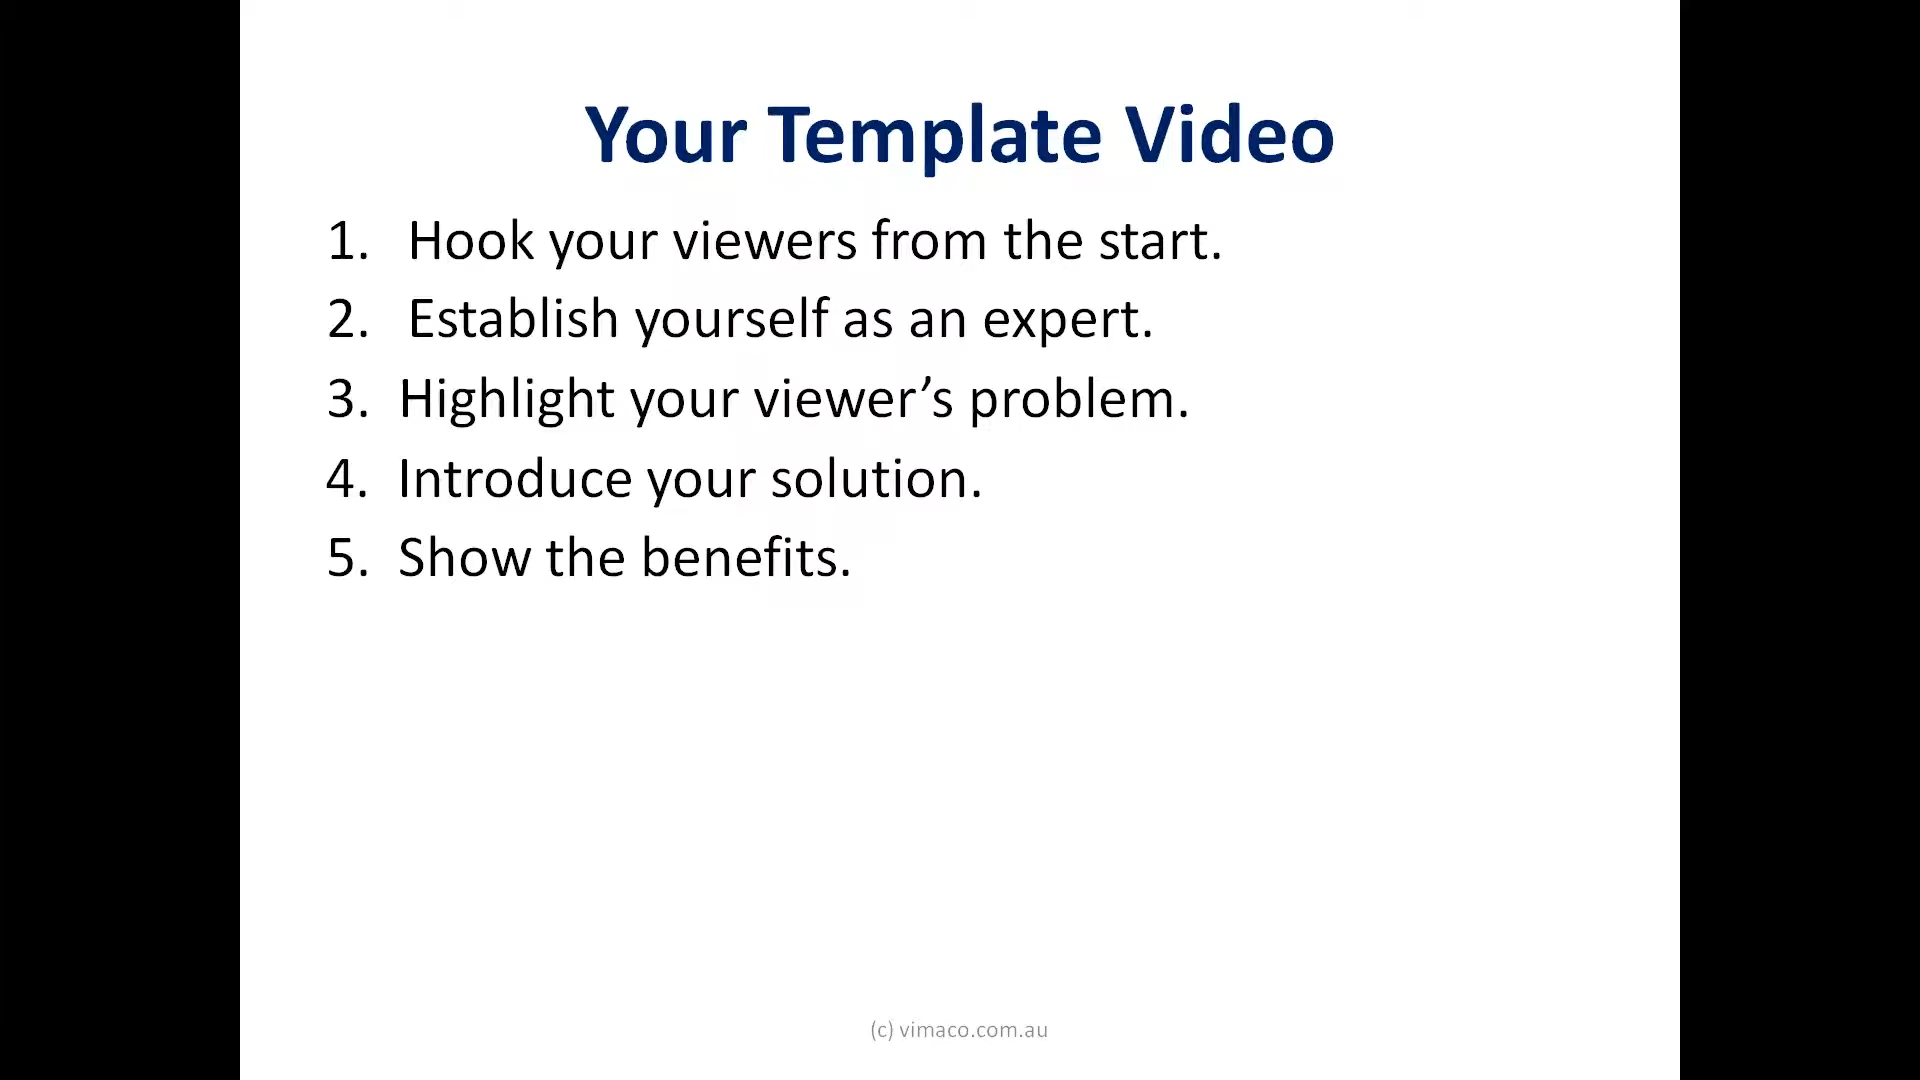 Your Template Video
1. Hook your viewers from the start.
2. Establish yourself as an expert.
3. Highlight your viewer’s problem.
4. Introduce your solution.
5. Show the benefits.
(c) vimaco.com.au